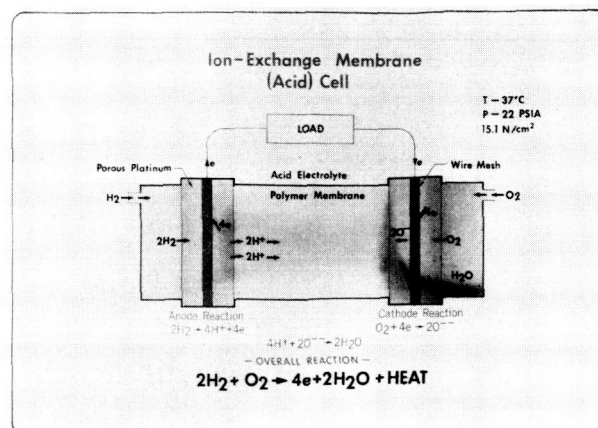 Ion-Exchange Membrane
(Acid) Cell
T – 37°C
P – 22 PSIA
15.1 N/cm²
LOAD
e
e
Porous Platinum
Acid Electrolyte
Wire Mesh
Polymer Membrane
H₂
O₂
4e
4e
2H₂
2H⁺
2H⁺
2O
O₂
H₂O
Anode Reaction
2H₂ → 4H⁺+4e
Cathode Reaction
O₂+ 4e → 2O⁻⁻
4H⁺+2O⁻⁻→2H₂O
— OVERALL REACTION —
2H₂+ O₂ → 4e+2H₂O + HEAT